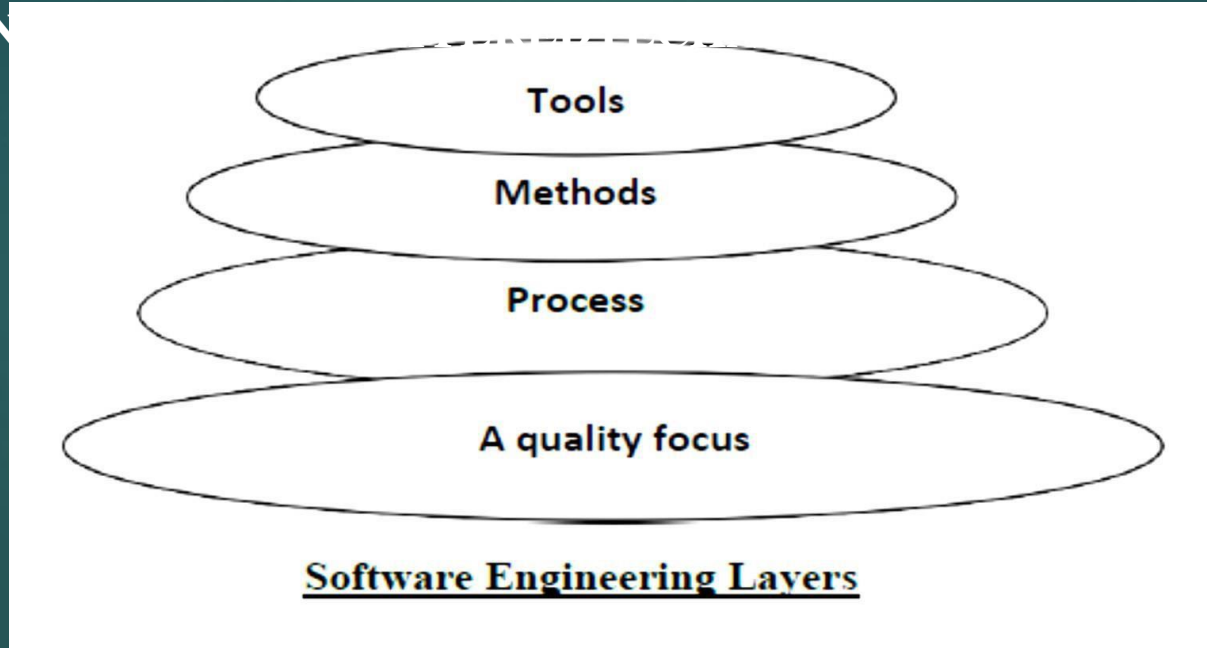 Tools
Methods
Process
A quality focus
Software Engineering Layers